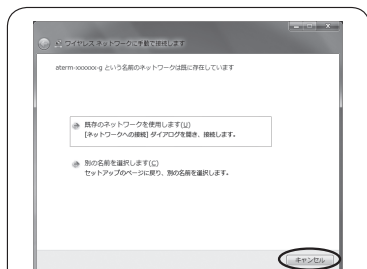 ワイヤレス ネットワークに手動で接続します
aterm-xxxxxx-g という名前のネットワークは既に存在しています
既存のネットワークを使用します(U)
[ネットワークへの接続] ダイアログを開き、接続します。
別の名前を選択します(C)
セットアップのページに戻り、別の名前を選択します。
キャンセル